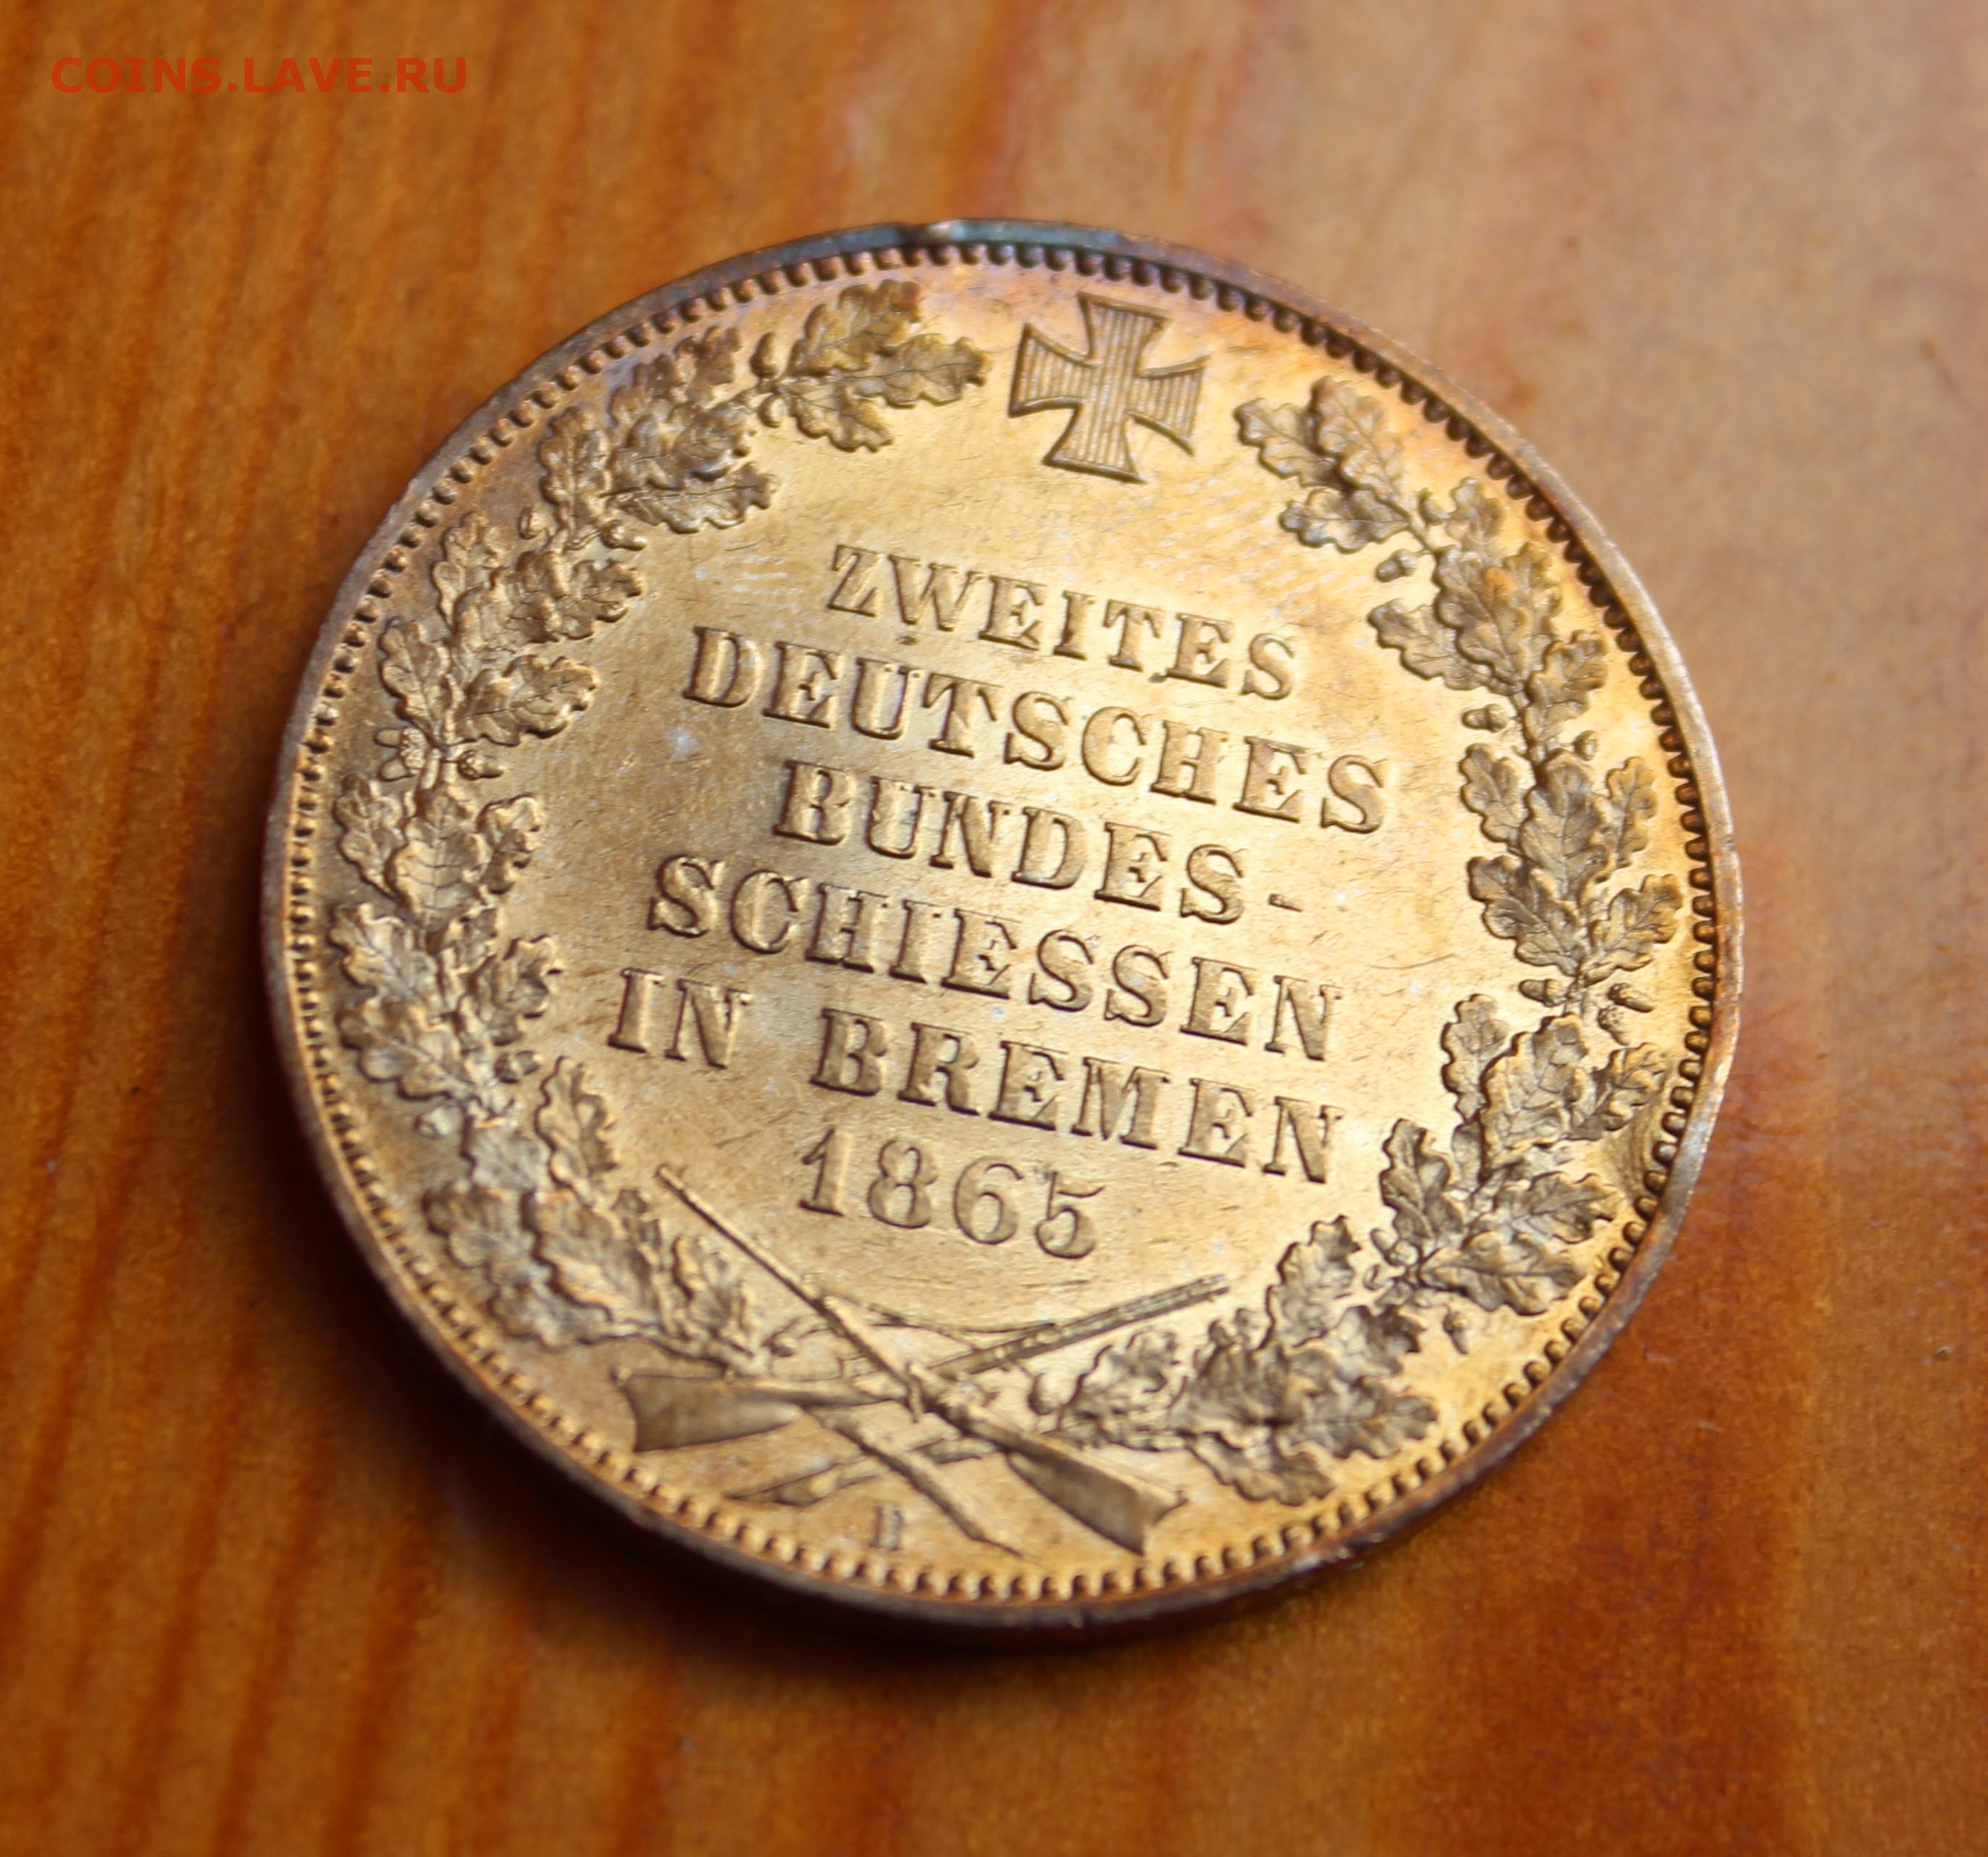 COINS.LAVE.RU
ZWEITES
DEUTSCHES
BUNDES-
SCHIESSEN
IN BREMEN
1865
B